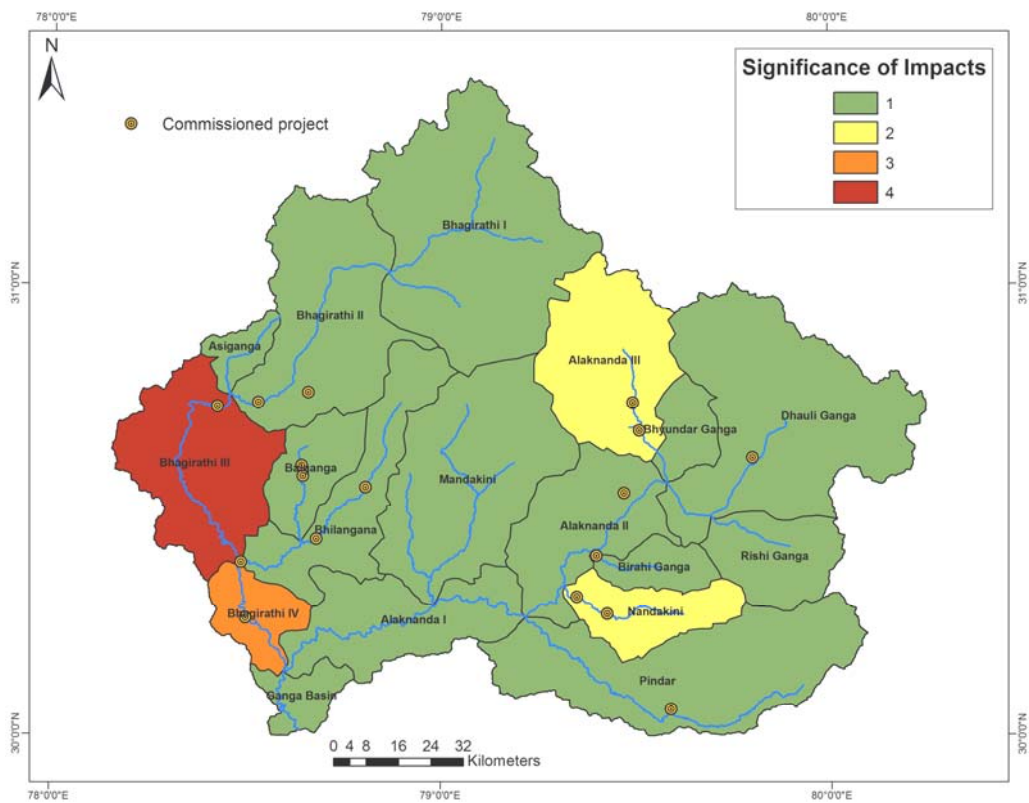 78°0'0"E
79°0'0"E
80°0'0"E
N
Commissioned project
Significance of Impacts
1
2
3
4
31°0'0"N
31°0'0"N
Bhagirathi I
Bhagirathi II
Asiganga
Alaknanda III
Bhyundar Ganga
Dhauli Ganga
Bhagirathi III
Balganga
Mandakini
Bhilangana
Alaknanda II
Rishi Ganga
Birahi Ganga
Bhagirathi IV
Alaknanda I
Nandakini
Pindar
Ganga Basin
30°0'0"N
30°0'0"N
0 4 8 16 24 32
Kilometers
78°0'0"E
79°0'0"E
80°0'0"E